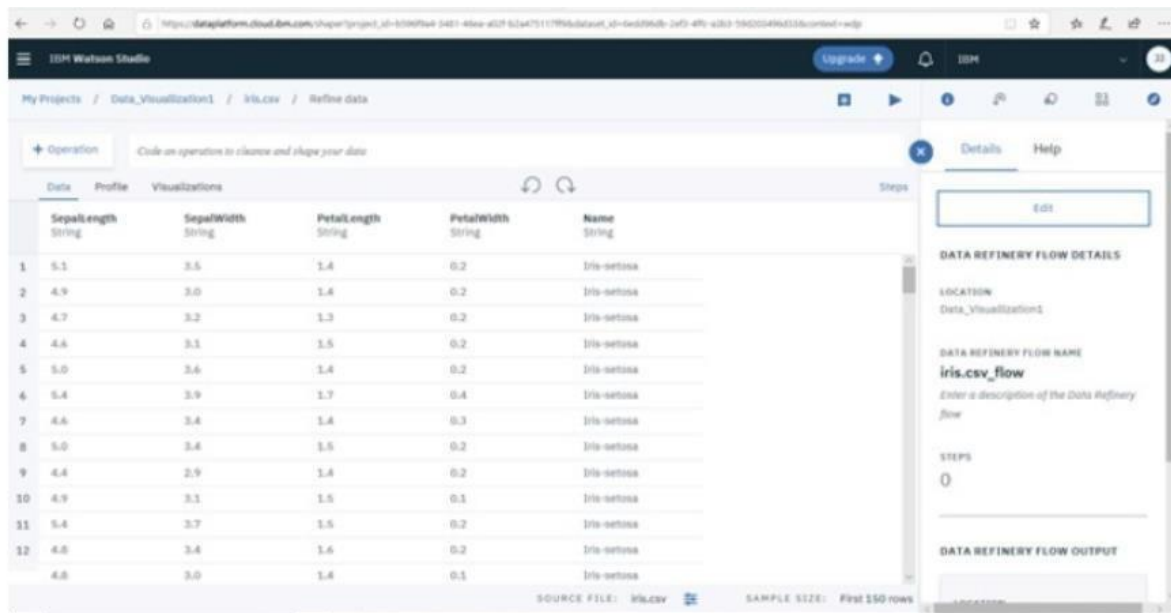 IBM Watson Studio
Upgrade
IBM
My Projects / Data_Visuallization1 / iris.csv / Refine data
+ Operation
Code an operation to cleanse and shape your data
Details Help
Data Profile Visualizations
Steps
Edit
SepalLength SepalWidth PetalLength PetalWidth Name
String String String String String
DATA REFINERY FLOW DETAILS
1 5.1 3.5 1.4 0.2 Iris-setosa
2 4.9 3.0 1.4 0.2 Iris-setosa
LOCATION
Data_Visuallization1
3 4.7 3.2 1.3 0.2 Iris-setosa
4 4.6 3.1 1.5 0.2 Iris-setosa
DATA REFINERY FLOW NAME
iris.csv_flow
5 5.0 3.6 1.4 0.2 Iris-setosa
6 5.4 3.9 1.7 0.4 Iris-setosa
Enter a description of the Data Refinery
flow
7 4.6 3.4 1.4 0.3 Iris-setosa
8 5.0 3.4 1.5 0.2 Iris-setosa
STEPS
0
9 4.4 2.9 1.4 0.2 Iris-setosa
10 4.9 3.1 1.5 0.1 Iris-setosa
11 5.4 3.7 1.5 0.2 Iris-setosa
12 4.8 3.4 1.6 0.2 Iris-setosa
DATA REFINERY FLOW OUTPUT
4.8 3.0 1.4 0.1 Iris-setosa
SOURCE FILE: iris.csv SAMPLE SIZE: First 150 rows